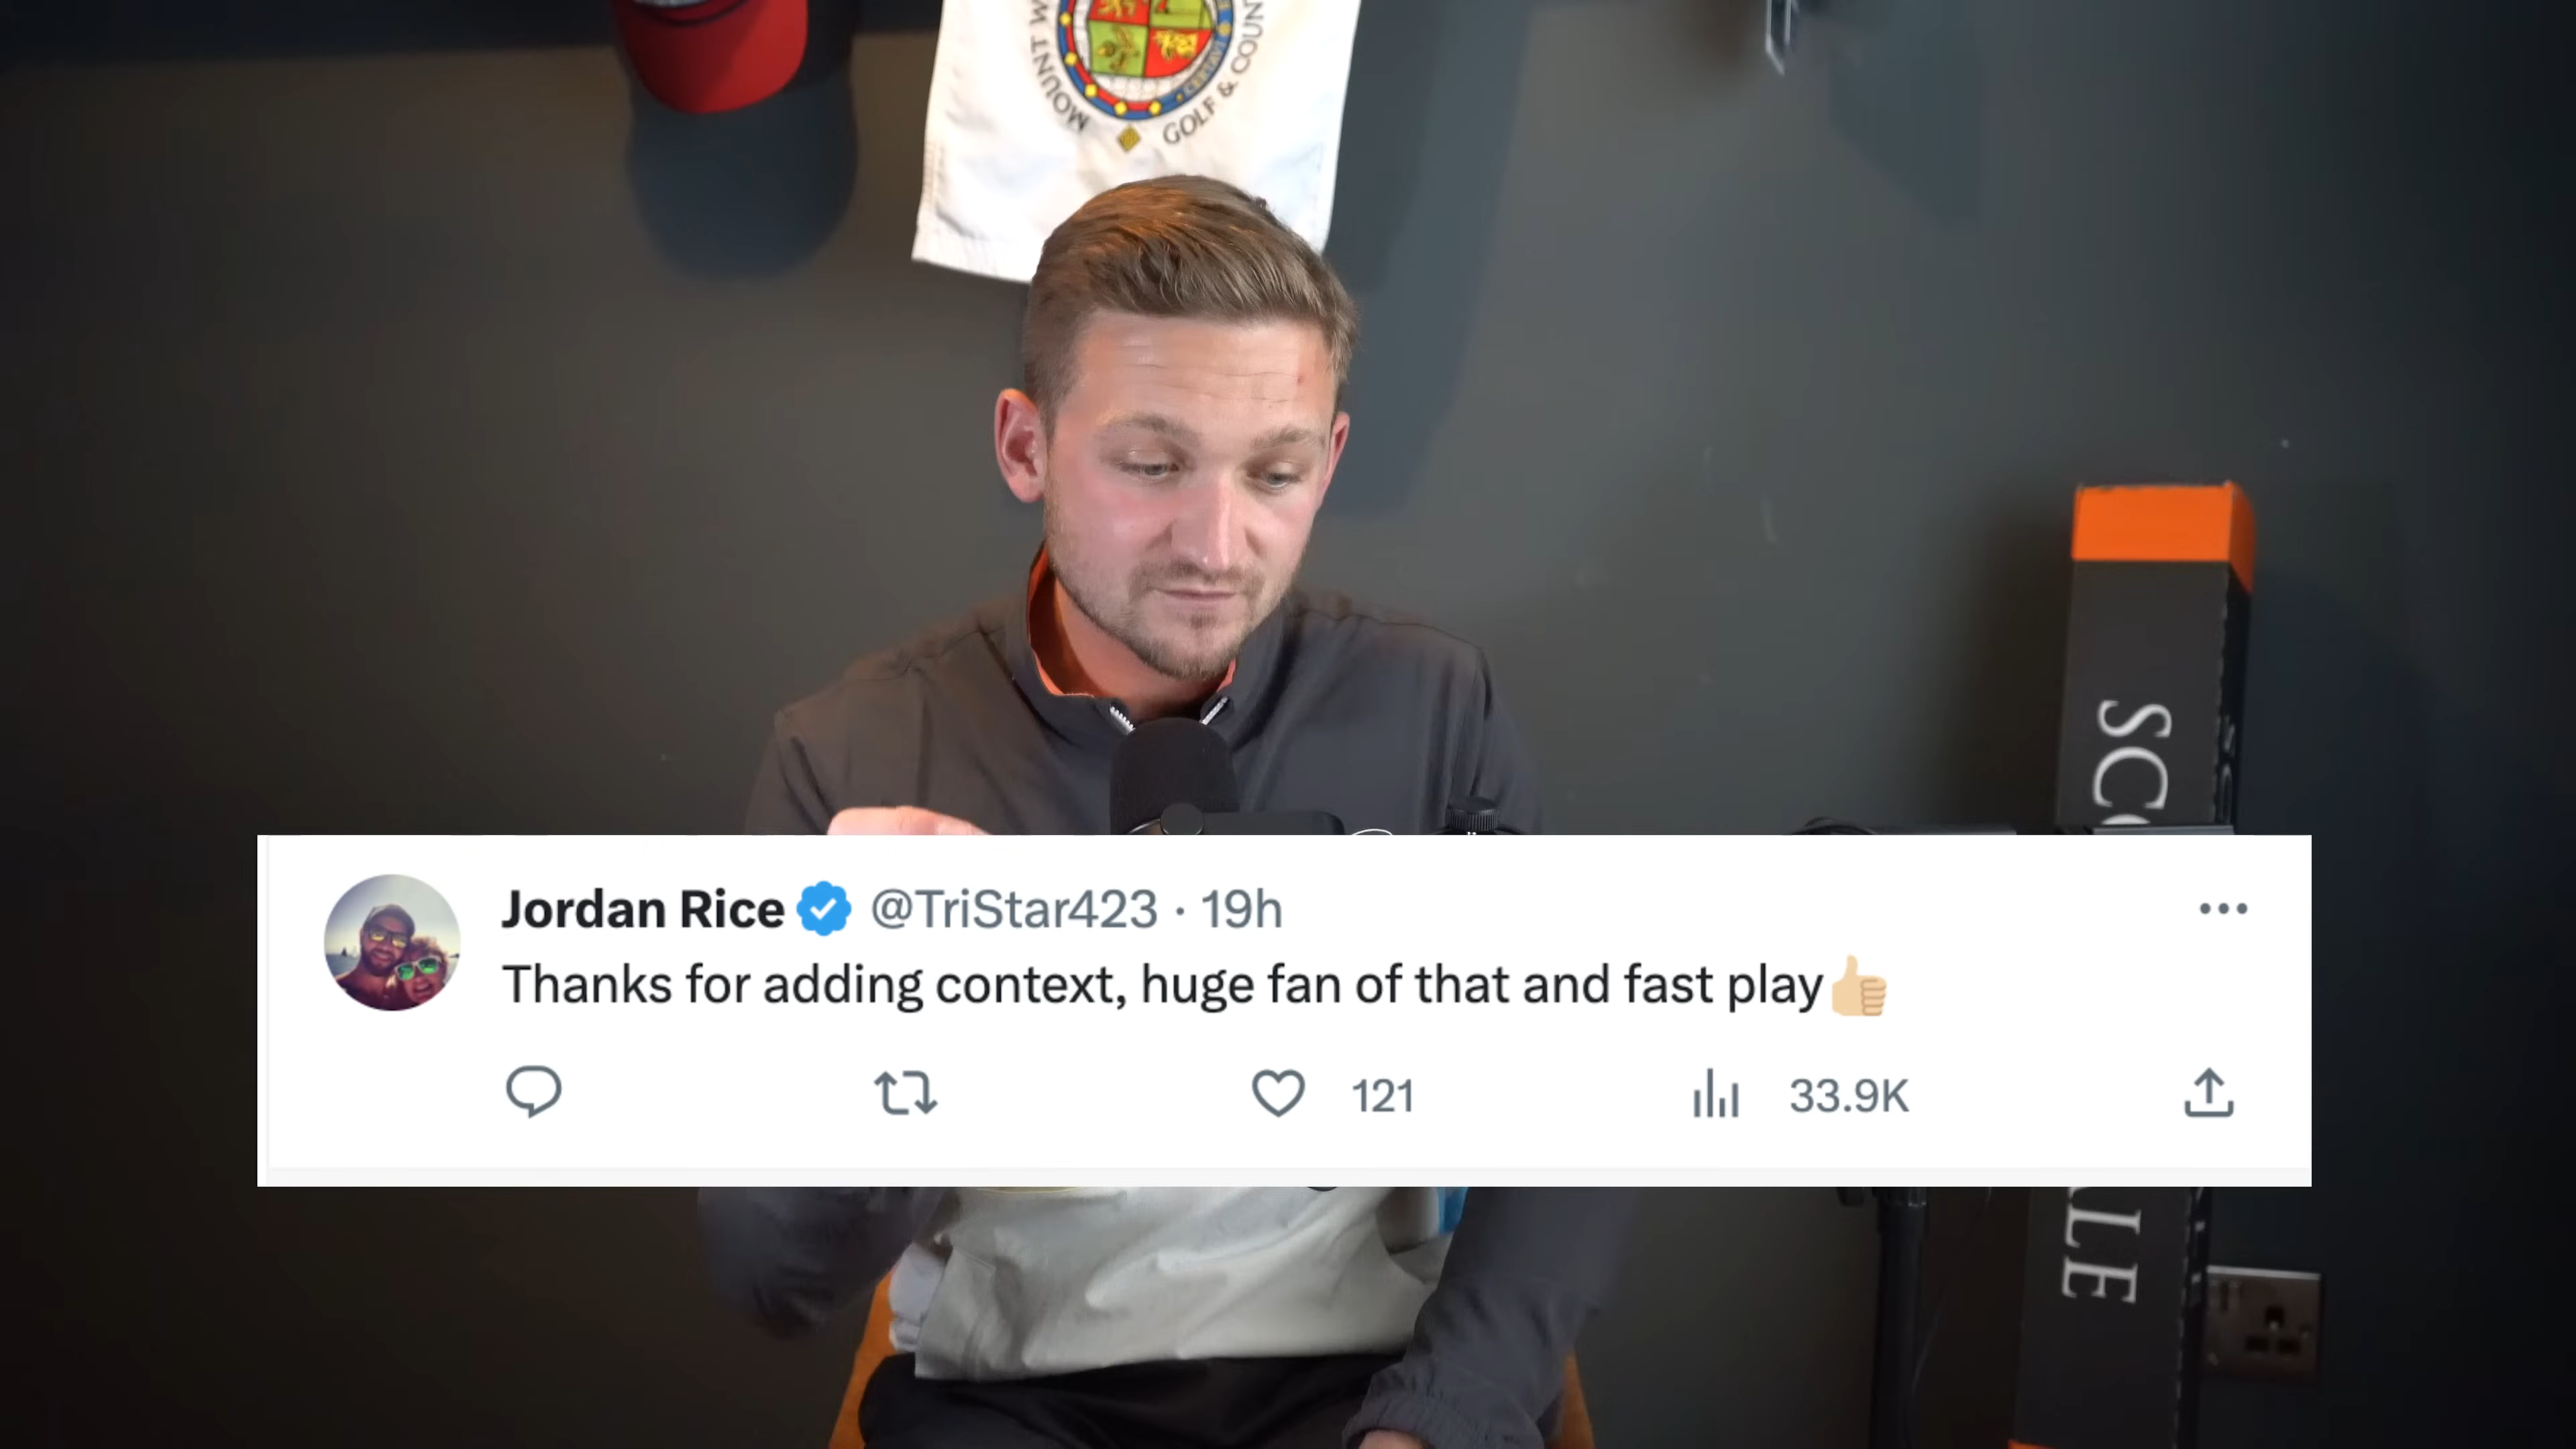 MOUNT W
GOLF & COUN
SC
Jordan Rice @TriStar423 · 19h
Thanks for adding context, huge fan of that and fast play👍🏼
121 33.9K
LE